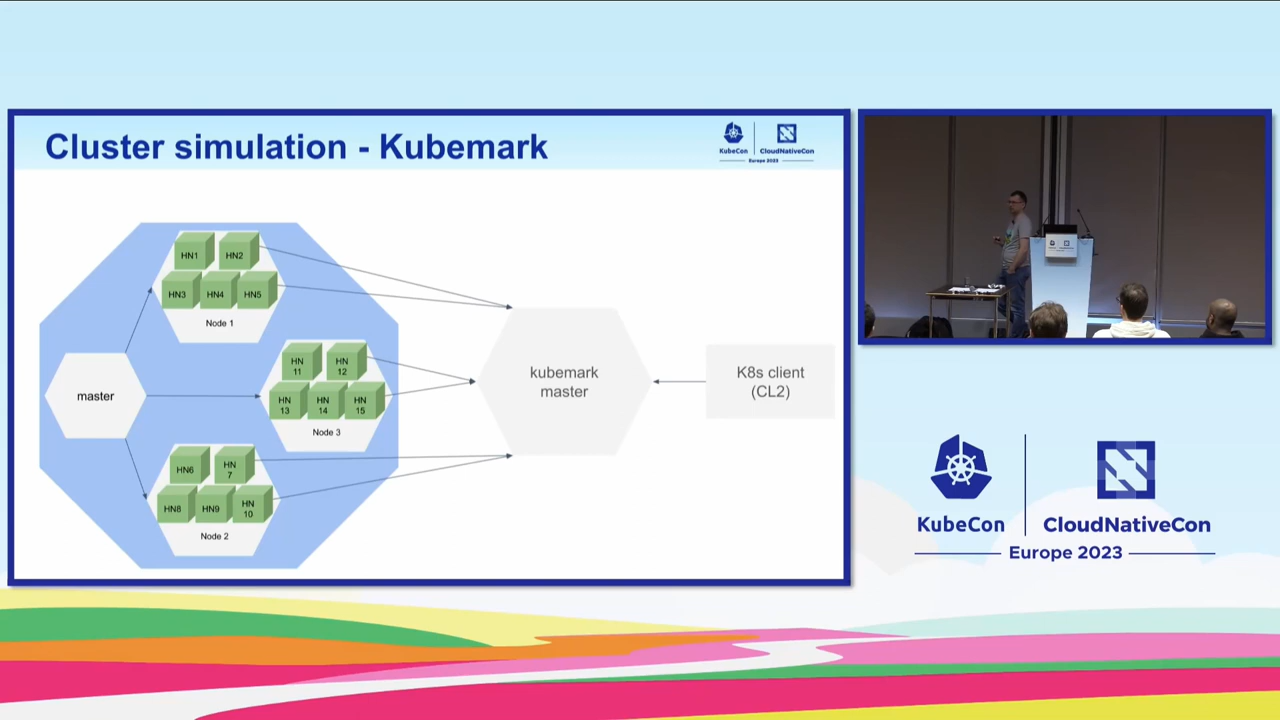 Cluster simulation - Kubemark
KubeCon
CloudNativeCon
Europe 2023
HN1
HN2
HN3
HN4
HN5
Node 1
master
HN
11
HN
12
HN
13
HN
14
HN
15
Node 3
HN6
HN
7
HN8
HN9
HN
10
Node 2
kubemark
master
K8s client
(CL2)
KubeCon
CloudNativeCon
Europe 2023